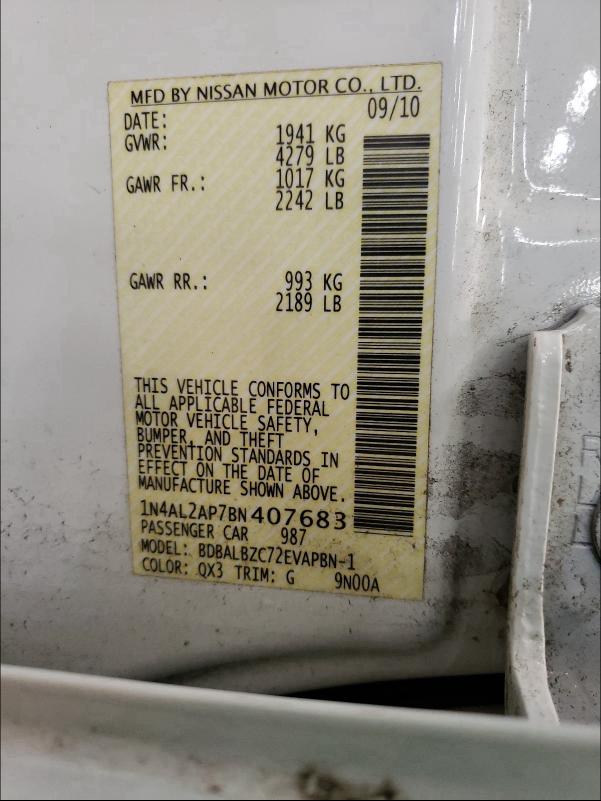 MFD BY NISSAN MOTOR CO., LTD.
DATE: 09/10
GVWR: 1941 KG
4279 LB
GAWR FR.: 1017 KG
2242 LB
GAWR RR.: 993 KG
2189 LB
THIS VEHICLE CONFORMS TO
ALL APPLICABLE FEDERAL
MOTOR VEHICLE SAFETY,
BUMPER, AND THEFT
PREVENTION STANDARDS IN
EFFECT ON THE DATE OF
MANUFACTURE SHOWN ABOVE.
1N4AL2AP7BN407683
PASSENGER CAR 987
MODEL: BDBALBZC72EVAPBN-1
COLOR: QX3 TRIM: G 9N00A